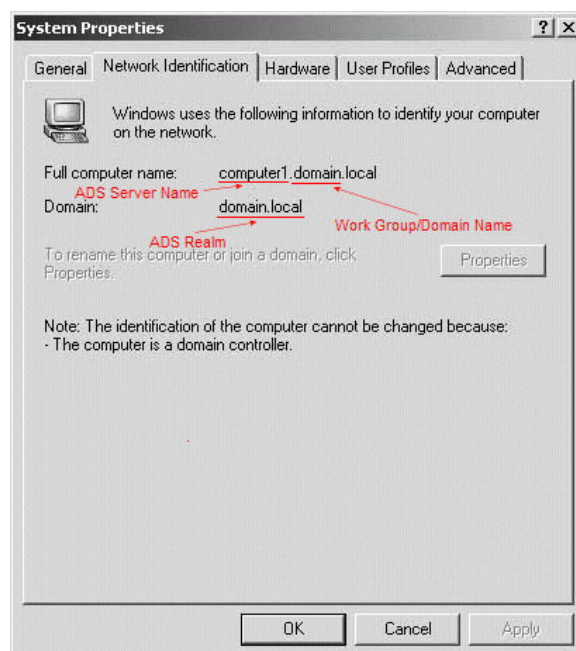 System Properties
? X
General Network Identification Hardware User Profiles Advanced
Windows uses the following information to identify your computer
on the network.
Full computer name: computer1.domain.local
ADS Server Name
Domain: domain.local
Work Group/Domain Name
ADS Realm
To rename this computer or join a domain, click
Properties.
Properties
Note: The identification of the computer cannot be changed because:
- The computer is a domain controller.
OK Cancel Apply